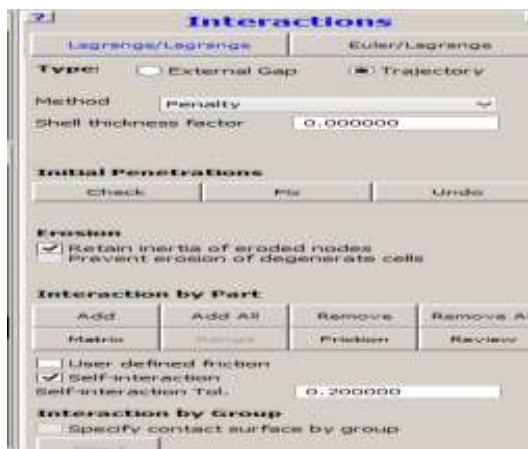 ?
Interactions
Lagrange/Lagrange Euler/Lagrange
Type: External Gap Trajectory
Method Penalty
Shell thickness factor 0.000000
Initial Penetrations
Check Fix Undo
Erosion
Retain inertia of eroded nodes
Prevent erosion of degenerate cells
Interaction by Part
Add Add All Remove Remove Al
Matrix Friction Review
User defined friction
Self-interaction
Self-interaction Tol. 0.200000
Interaction by Group
Specify contact surface by group